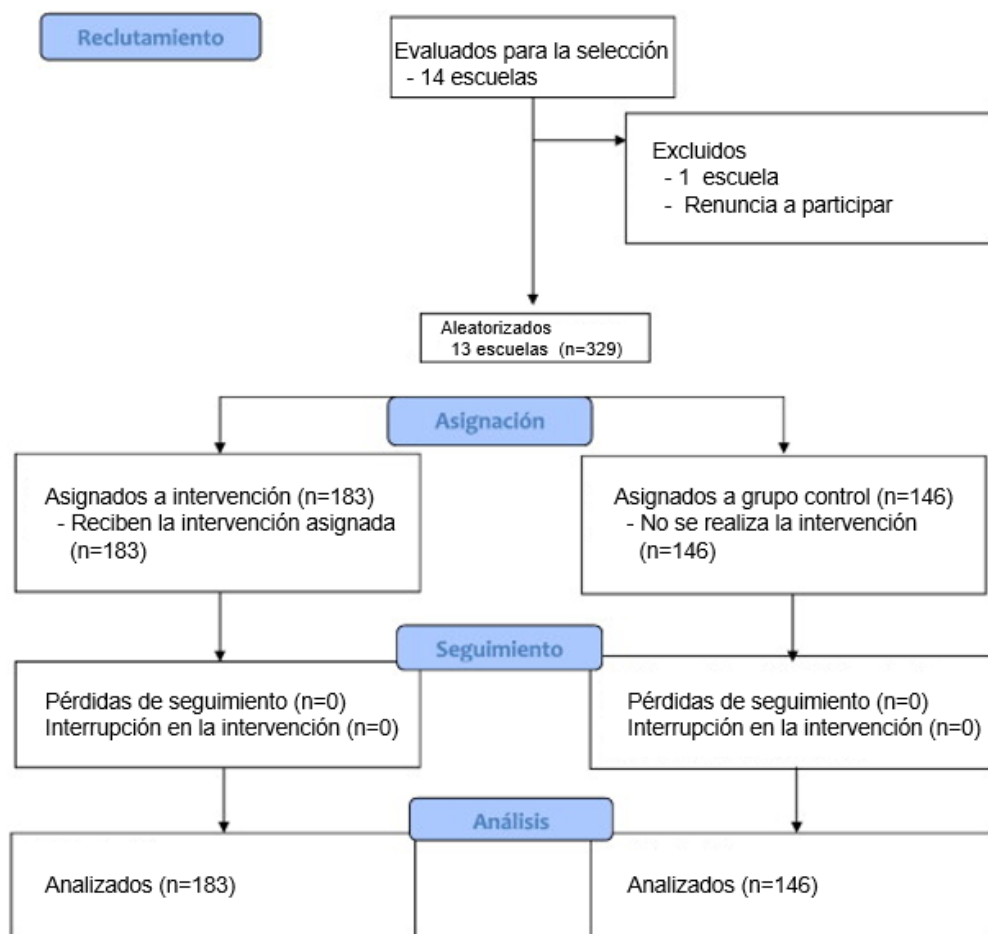 Reclutamiento
Evaluados para la selección
- 14 escuelas
Excluidos
- 1 escuela
- Renuncia a participar
Aleatorizados
13 escuelas (n=329)
Asignación
Asignados a intervención (n=183)
- Reciben la intervención asignada
(n=183)
Asignados a grupo control (n=146)
- No se realiza la intervención
(n=146)
Seguimiento
Pérdidas de seguimiento (n=0)
Interrupción en la intervención (n=0)
Pérdidas de seguimiento (n=0)
Interrupción en la intervención (n=0)
Análisis
Analizados (n=183)
Analizados (n=146)